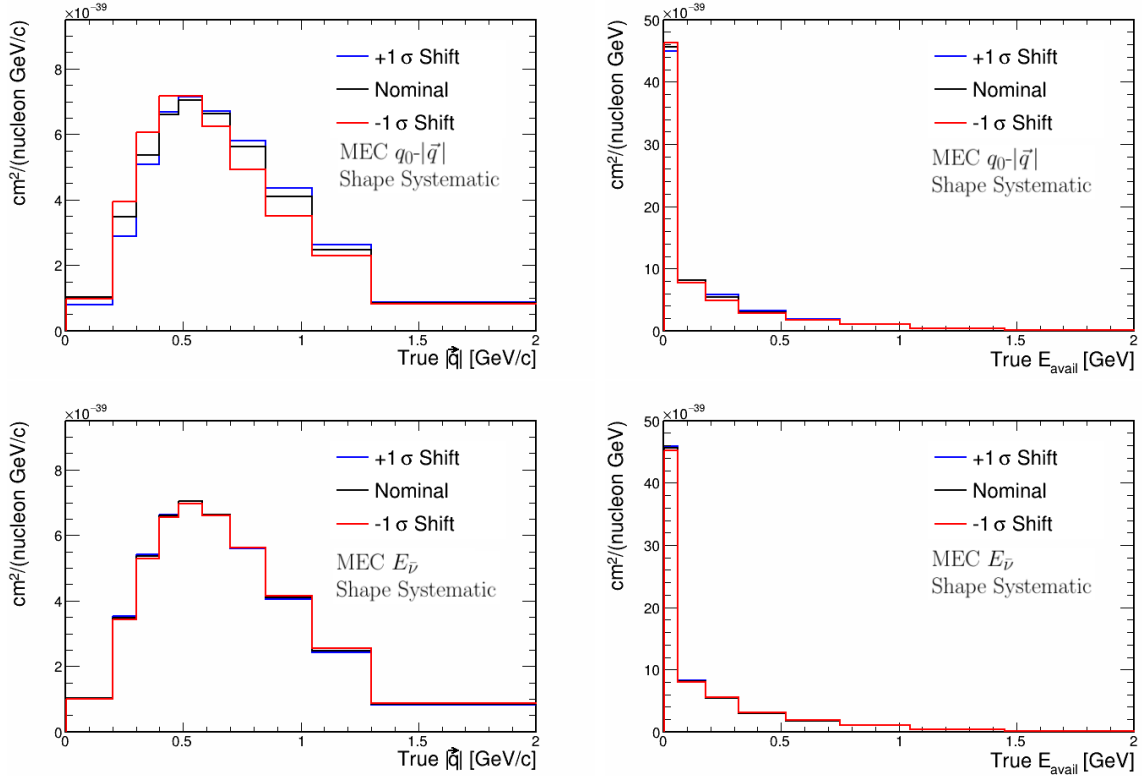 ×10⁻³⁹
cm²/(nucleon GeV/c)
8
6
4
2
0
+1 σ Shift
Nominal
-1 σ Shift
MEC q₀-|q⃗|
Shape Systematic
0 0.5 1 1.5 2
True |q⃗| [GeV/c]
×10⁻³⁹
cm²/(nucleon GeV)
50
40
30
20
10
0
+1 σ Shift
Nominal
-1 σ Shift
MEC q₀-|q⃗|
Shape Systematic
0 0.5 1 1.5 2
True E_avail [GeV]
×10⁻³⁹
cm²/(nucleon GeV/c)
8
6
4
2
0
+1 σ Shift
Nominal
-1 σ Shift
MEC E_ν̄
Shape Systematic
0 0.5 1 1.5 2
True |q⃗| [GeV/c]
×10⁻³⁹
cm²/(nucleon GeV)
50
40
30
20
10
0
+1 σ Shift
Nominal
-1 σ Shift
MEC E_ν̄
Shape Systematic
0 0.5 1 1.5 2
True E_avail [GeV]